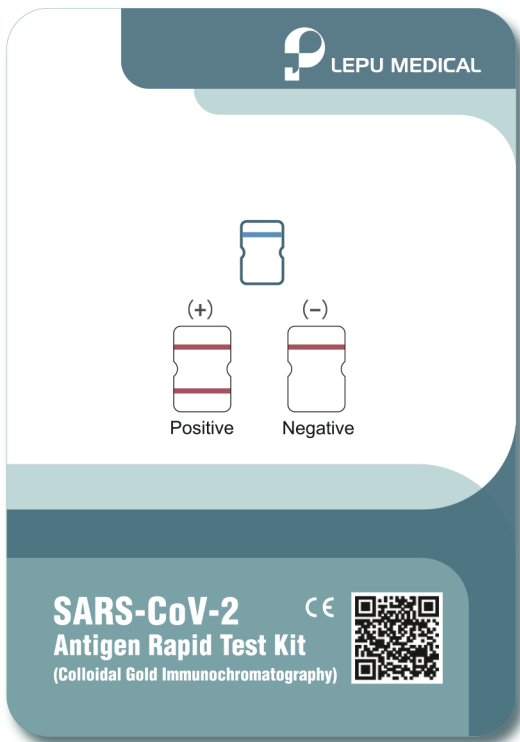 LEPU MEDICAL
(+) (−)
Positive Negative
SARS-CoV-2 CE
Antigen Rapid Test Kit
(Colloidal Gold Immunochromatography)